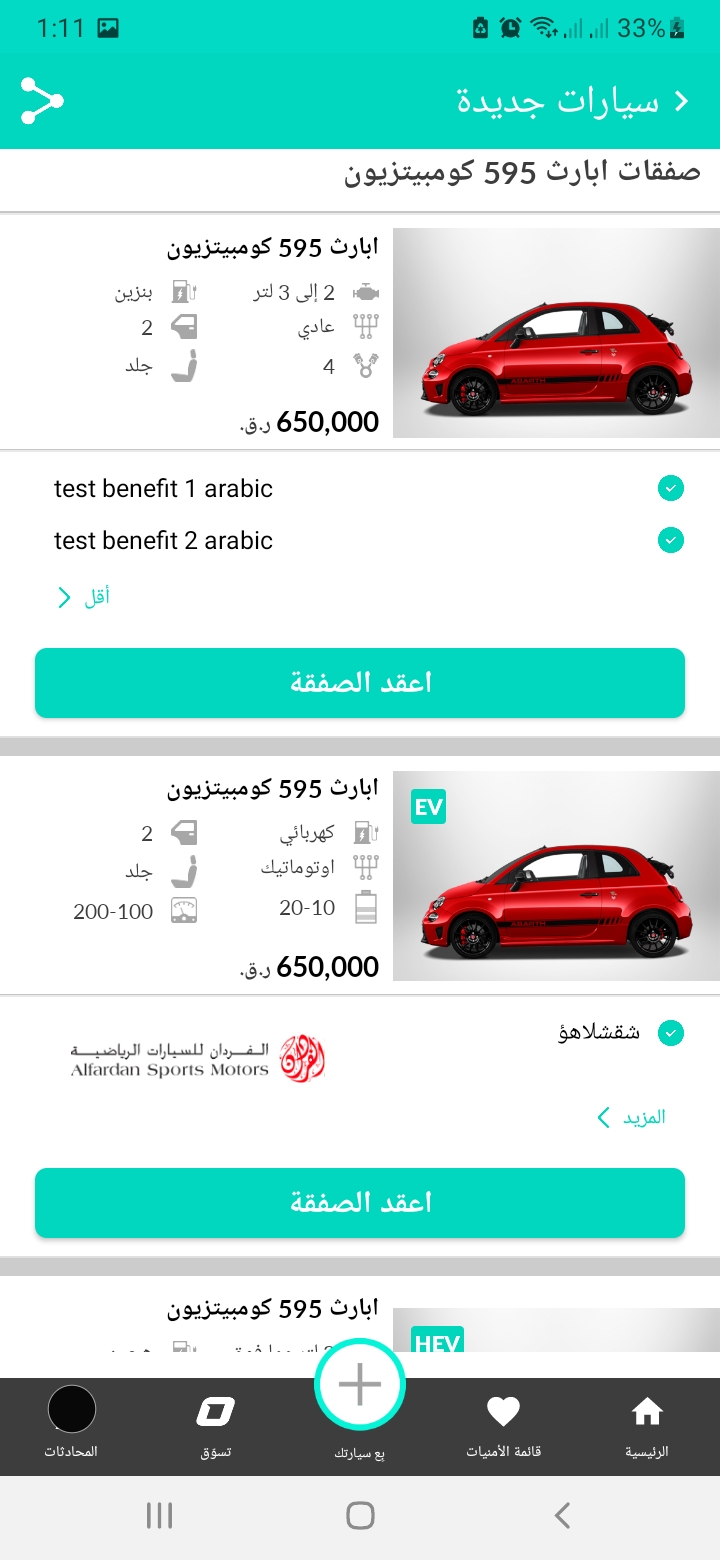 1:11 33%
سيارات جديدة
صفقات ابارث 595 كومبيتزيون
ابارث 595 كومبيتزيون
2 إلى 3 لتر بنزين
عادي 2
4 جلد
650,000 ر.ق.
test benefit 1 arabic
test benefit 2 arabic
أقل
اعقد الصفقة
EV
ابارث 595 كومبيتزيون
كهربائي 2
اوتوماتيك جلد
20-10 200-100
650,000 ر.ق.
شقشلاهؤ
الفردان للسيارات الرياضية
Alfardan Sports Motors
المزيد
اعقد الصفقة
HEV
ابارث 595 كومبيتزيون
الرئيسية قائمة الأمنيات بع سيارتك تسوّق المحادثات